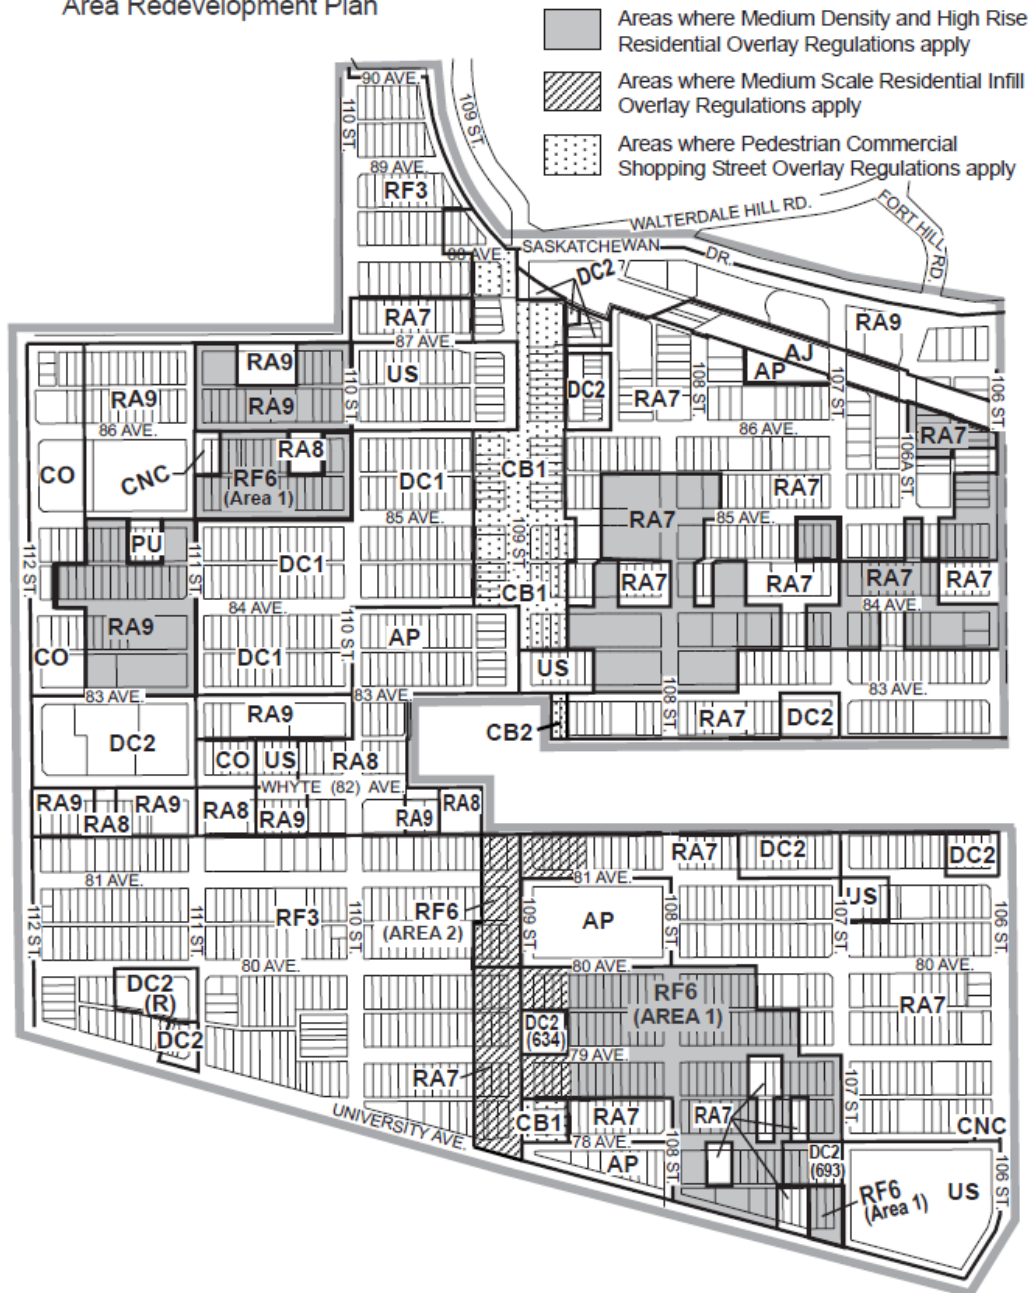 Area Redevelopment Plan
Areas where Medium Density and High Rise
Residential Overlay Regulations apply
Areas where Medium Scale Residential Infill
Overlay Regulations apply
Areas where Pedestrian Commercial
Shopping Street Overlay Regulations apply
90 AVE.
110 ST.
109 ST.
89 AVE.
RF3
WALTERDALE HILL RD.
FORT HILL RD.
88 AVE.
SASKATCHEWAN DR.
DC2
RA7
RA9
87 AVE.
RA9
US
AJ
AP
RA9
RA9
110 ST.
DC2
RA7
108 ST.
107 ST.
106 ST.
86 AVE.
86 AVE.
RA7
106A ST.
CO
CNC
RA8
RF6
(Area 1)
DC1
CB1
RA7
85 AVE.
109 ST.
RA7
85 AVE.
112 ST.
PU
111 ST.
DC1
CB1
RA7
RA7
RA7
RA7
84 AVE.
84 AVE.
RA9
110 ST.
AP
CO
DC1
US
83 AVE.
83 AVE.
108 ST.
83 AVE.
RA9
RA7
DC2
DC2
CB2
CO
US
RA8
WHYTE (82) AVE.
RA9
RA8
RA9
RA8
RA9
RA9
RA8
RA7
DC2
DC2
81 AVE.
81 AVE.
US
112 ST.
111 ST.
RF3
110 ST.
RF6
(AREA 2)
109 ST.
AP
108 ST.
107 ST.
106 ST.
80 AVE.
80 AVE.
80 AVE.
DC2
(R)
RF6
(AREA 1)
RA7
DC2
DC2
(634)
79 AVE.
RA7
107 ST.
UNIVERSITY AVE.
CB1
RA7
RA7
CNC
78 AVE.
108 ST.
AP
DC2
(693)
106 ST.
RF6
(Area 1)
US